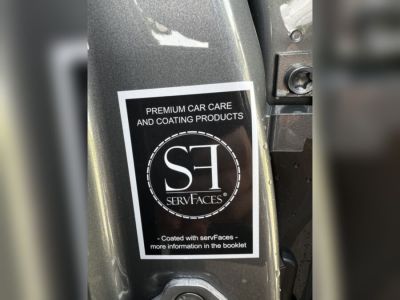 PREMIUM CAR CARE
AND COATING PRODUCTS
SF
SERVFACES®
- Coated with servFaces -
more information in the booklet